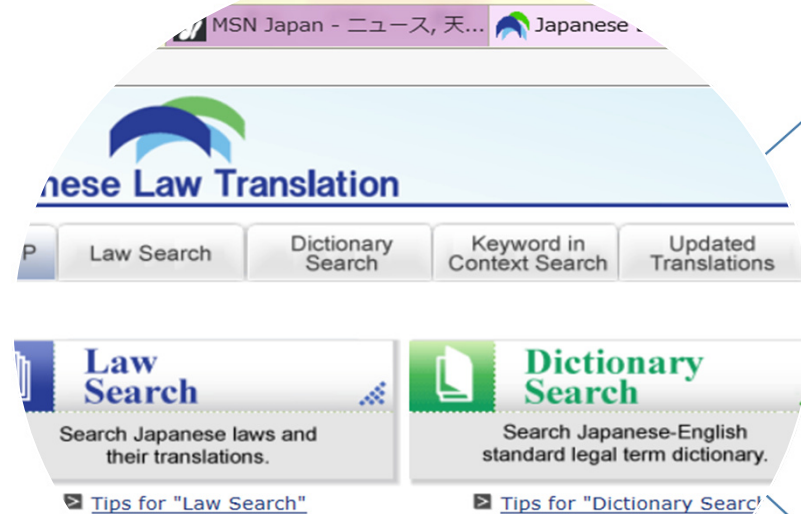 MSN Japan - ニュース, 天...
Japanese
nese Law Translation
P
Law Search
Dictionary
Search
Keyword in
Context Search
Updated
Translations
Law
Search
Search Japanese laws and
their translations.
Tips for "Law Search"
Dictionary
Search
Search Japanese-English
standard legal term dictionary.
Tips for "Dictionary Search